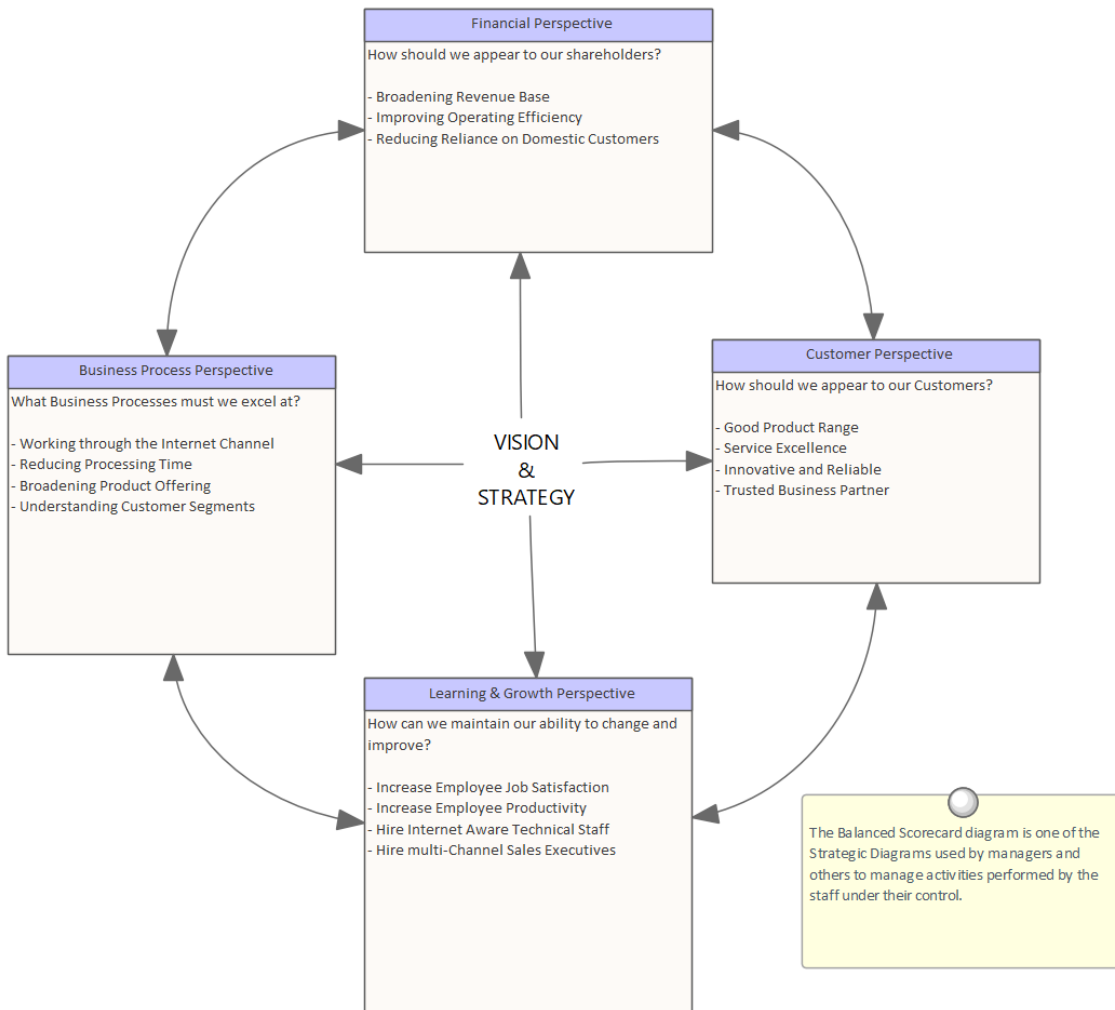 Financial Perspective
How should we appear to our shareholders?
- Broadening Revenue Base
- Improving Operating Efficiency
- Reducing Reliance on Domestic Customers
Business Process Perspective
What Business Processes must we excel at?
- Working through the Internet Channel
- Reducing Processing Time
- Broadening Product Offering
- Understanding Customer Segments
VISION
&
STRATEGY
Customer Perspective
How should we appear to our Customers?
- Good Product Range
- Service Excellence
- Innovative and Reliable
- Trusted Business Partner
Learning & Growth Perspective
How can we maintain our ability to change and
improve?
- Increase Employee Job Satisfaction
- Increase Employee Productivity
- Hire Internet Aware Technical Staff
- Hire multi-Channel Sales Executives
The Balanced Scorecard diagram is one of the
Strategic Diagrams used by managers and
others to manage activities performed by the
staff under their control.